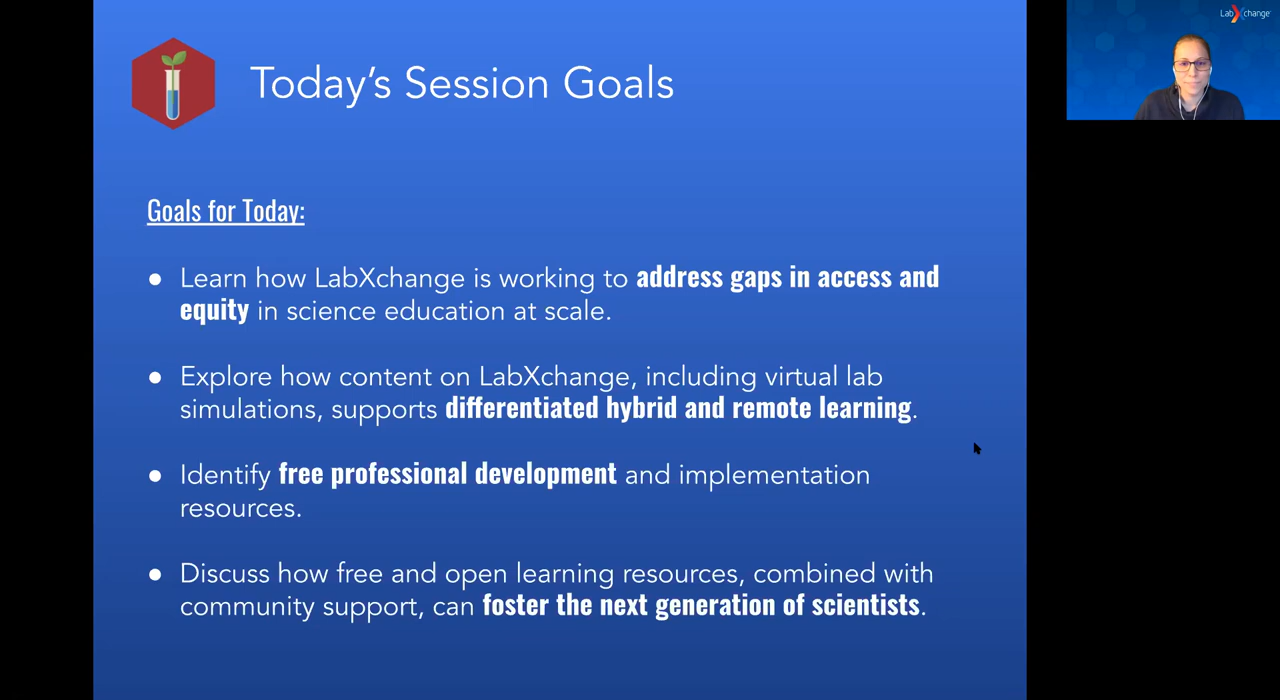 LabXchange
Today's Session Goals
Goals for Today:
● Learn how LabXchange is working to address gaps in access and
equity in science education at scale.
● Explore how content on LabXchange, including virtual lab
simulations, supports differentiated hybrid and remote learning.
● Identify free professional development and implementation
resources.
● Discuss how free and open learning resources, combined with
community support, can foster the next generation of scientists.